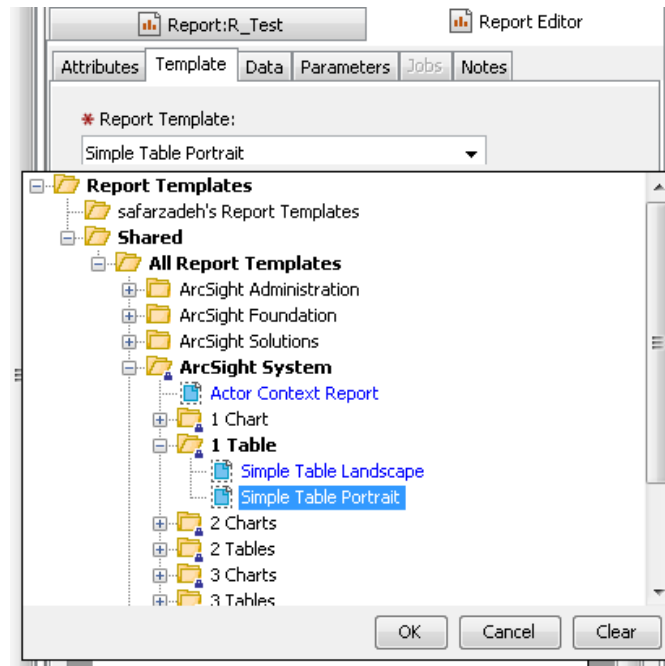 Report:R_Test
Report Editor
Attributes Template Data Parameters Jobs Notes
* Report Template:
Simple Table Portrait
Report Templates
safarzadeh's Report Templates
Shared
All Report Templates
ArcSight Administration
ArcSight Foundation
ArcSight Solutions
ArcSight System
Actor Context Report
1 Chart
1 Table
Simple Table Landscape
Simple Table Portrait
2 Charts
2 Tables
3 Charts
3 Tables
OK Cancel Clear